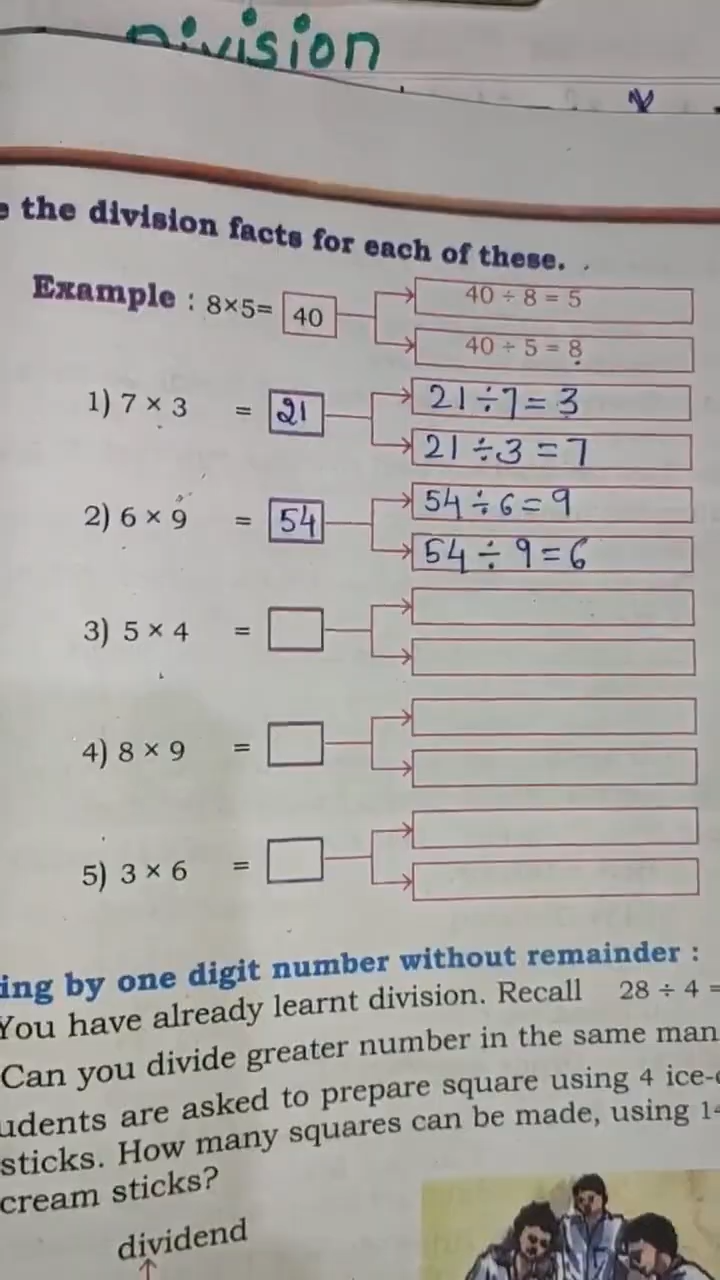 Division
the division facts for each of these.
Example : 8×5= 40
40 ÷ 8 = 5
40 ÷ 5 = 8
1) 7 × 3 = 21
21 ÷ 7 = 3
21 ÷ 3 = 7
2) 6 × 9 = 54
54 ÷ 6 = 9
54 ÷ 9 = 6
3) 5 × 4 =
4) 8 × 9 =
5) 3 × 6 =
ing by one digit number without remainder :
You have already learnt division. Recall 28 ÷ 4 =
Can you divide greater number in the same man
udents are asked to prepare square using 4 ice-
sticks. How many squares can be made, using 1
cream sticks?
dividend